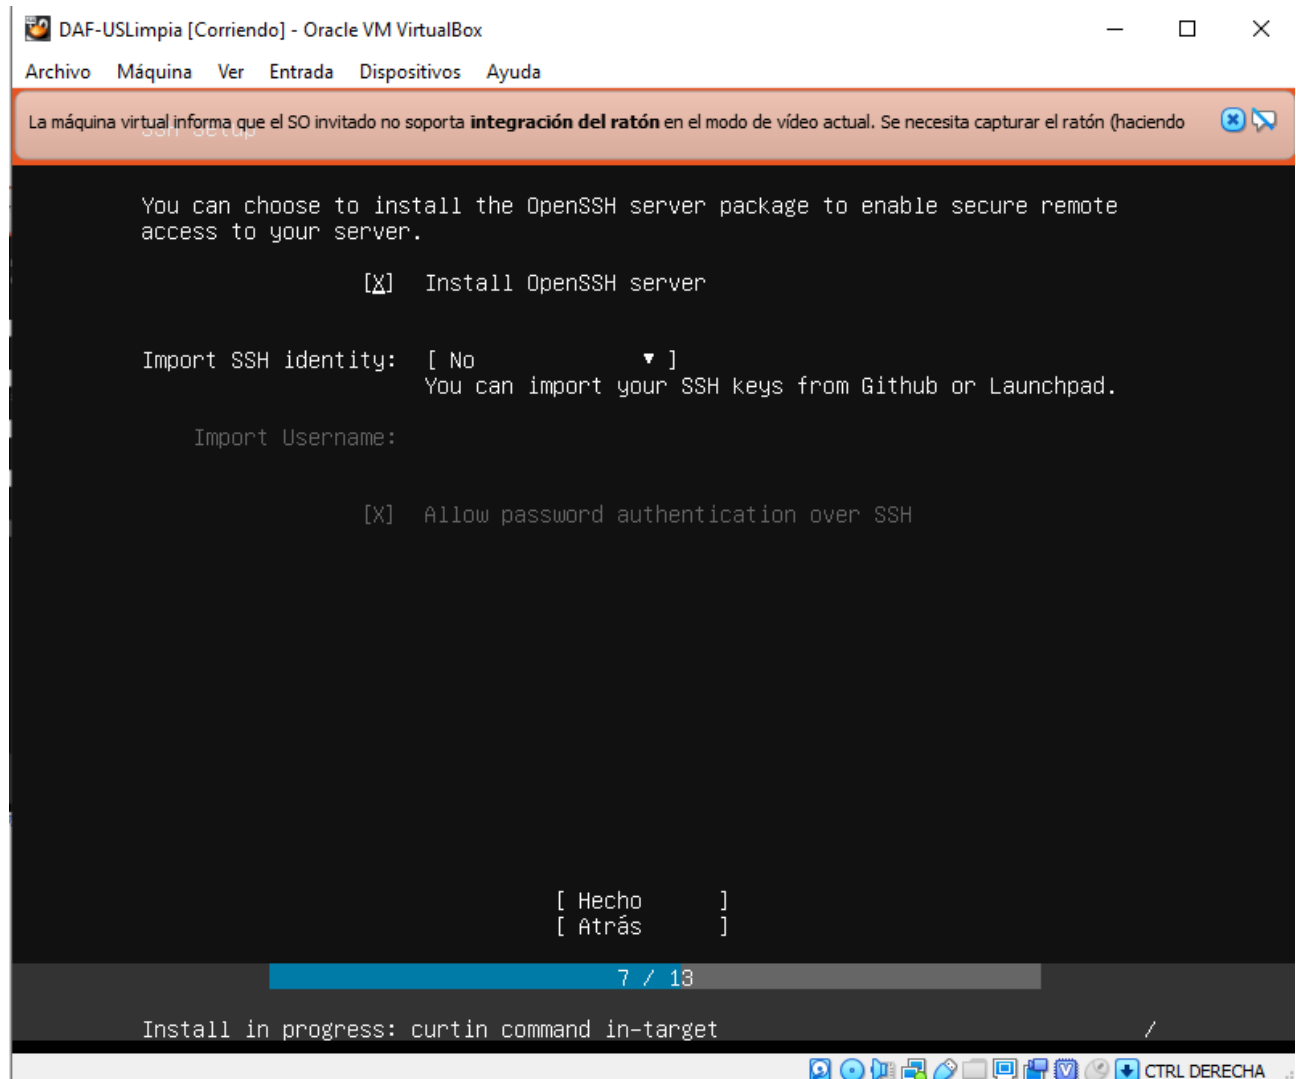 DAF-USLimpia [Corriendo] - Oracle VM VirtualBox
Archivo Máquina Ver Entrada Dispositivos Ayuda
La máquina virtual informa que el SO invitado no soporta integración del ratón en el modo de vídeo actual. Se necesita capturar el ratón (haciendo
SSH Setup
You can choose to install the OpenSSH server package to enable secure remote
access to your server.
[X] Install OpenSSH server
Import SSH identity: [ No ▾ ]
You can import your SSH keys from Github or Launchpad.
Import Username:
[X] Allow password authentication over SSH
[ Hecho ]
[ Atrás ]
7 / 13
Install in progress: curtin command in-target /
CTRL DERECHA